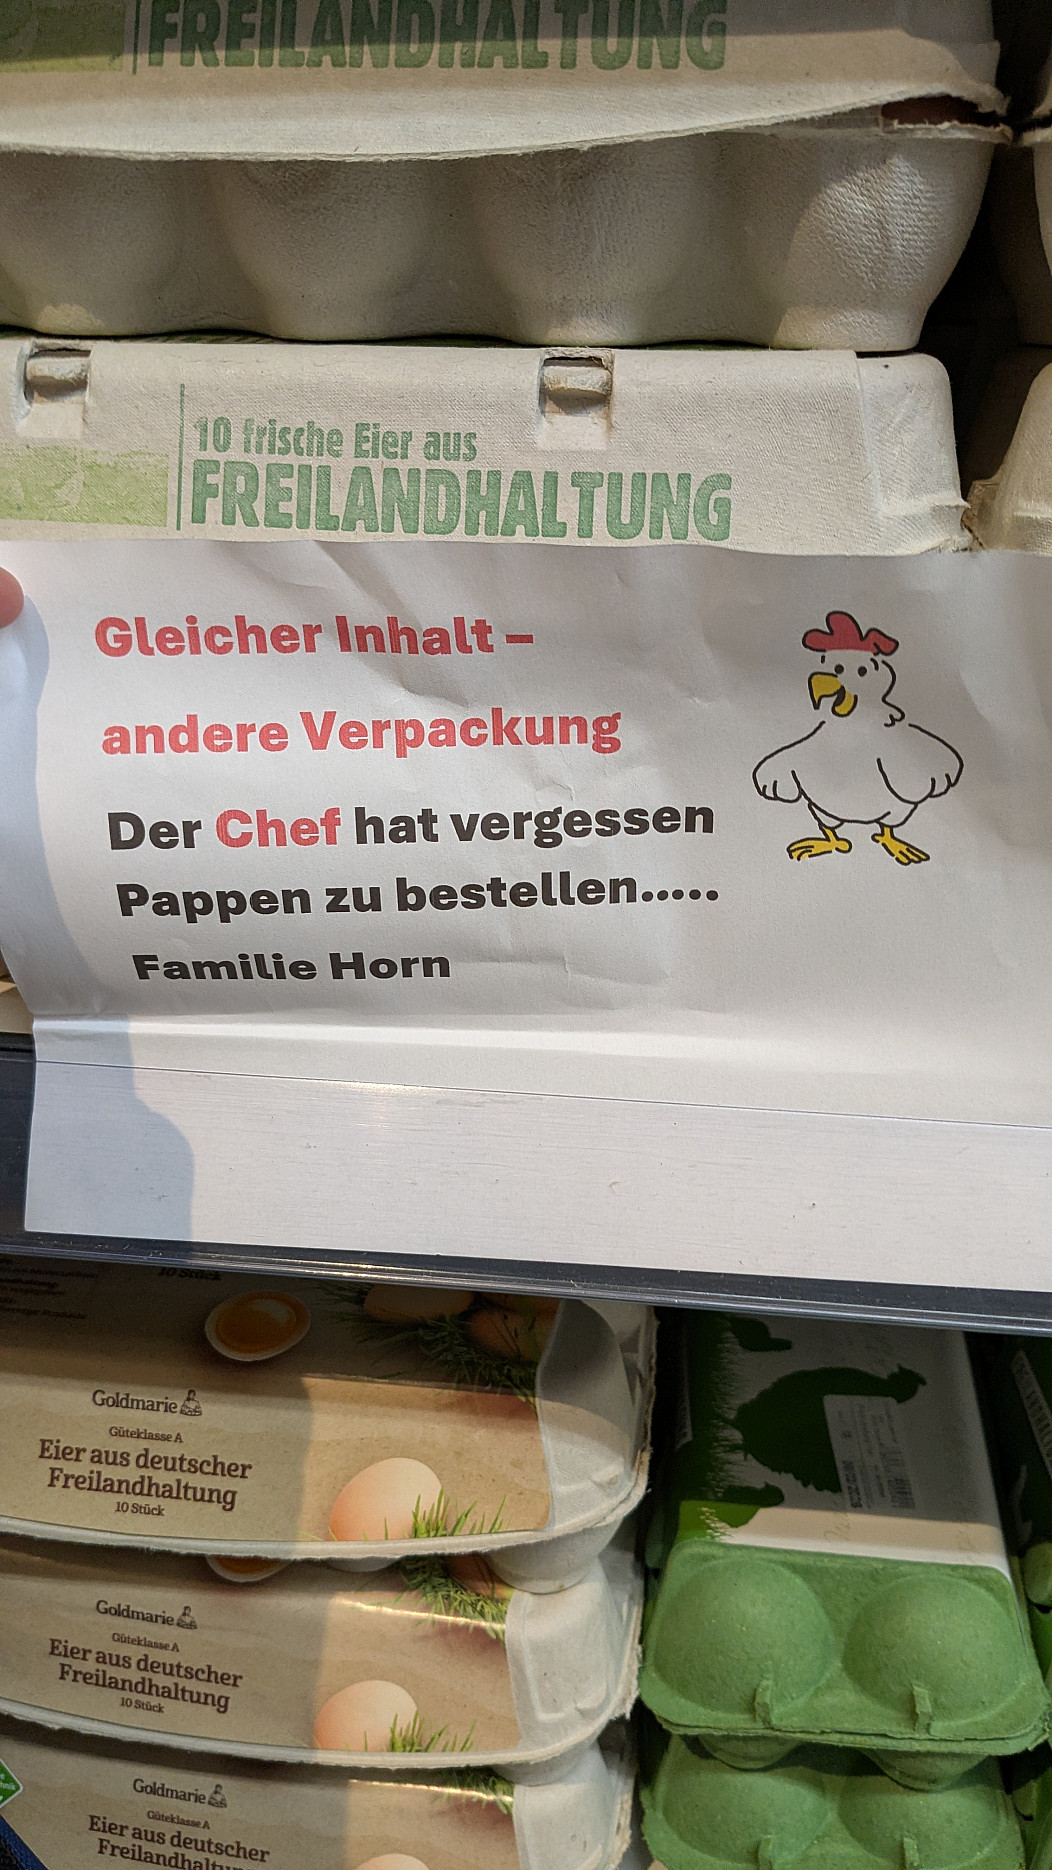 FREILANDHALTUNG
10 frische Eier aus
FREILANDHALTUNG
Gleicher Inhalt –
andere Verpackung
Der Chef hat vergessen
Pappen zu bestellen.....
Familie Horn
10 Stück
Goldmarie
Güteklasse A
Eier aus deutscher
Freilandhaltung
10 Stück
Goldmarie
Güteklasse A
Eier aus deutscher
Freilandhaltung
10 Stück
Goldmarie
Güteklasse A
Eier aus deutscher